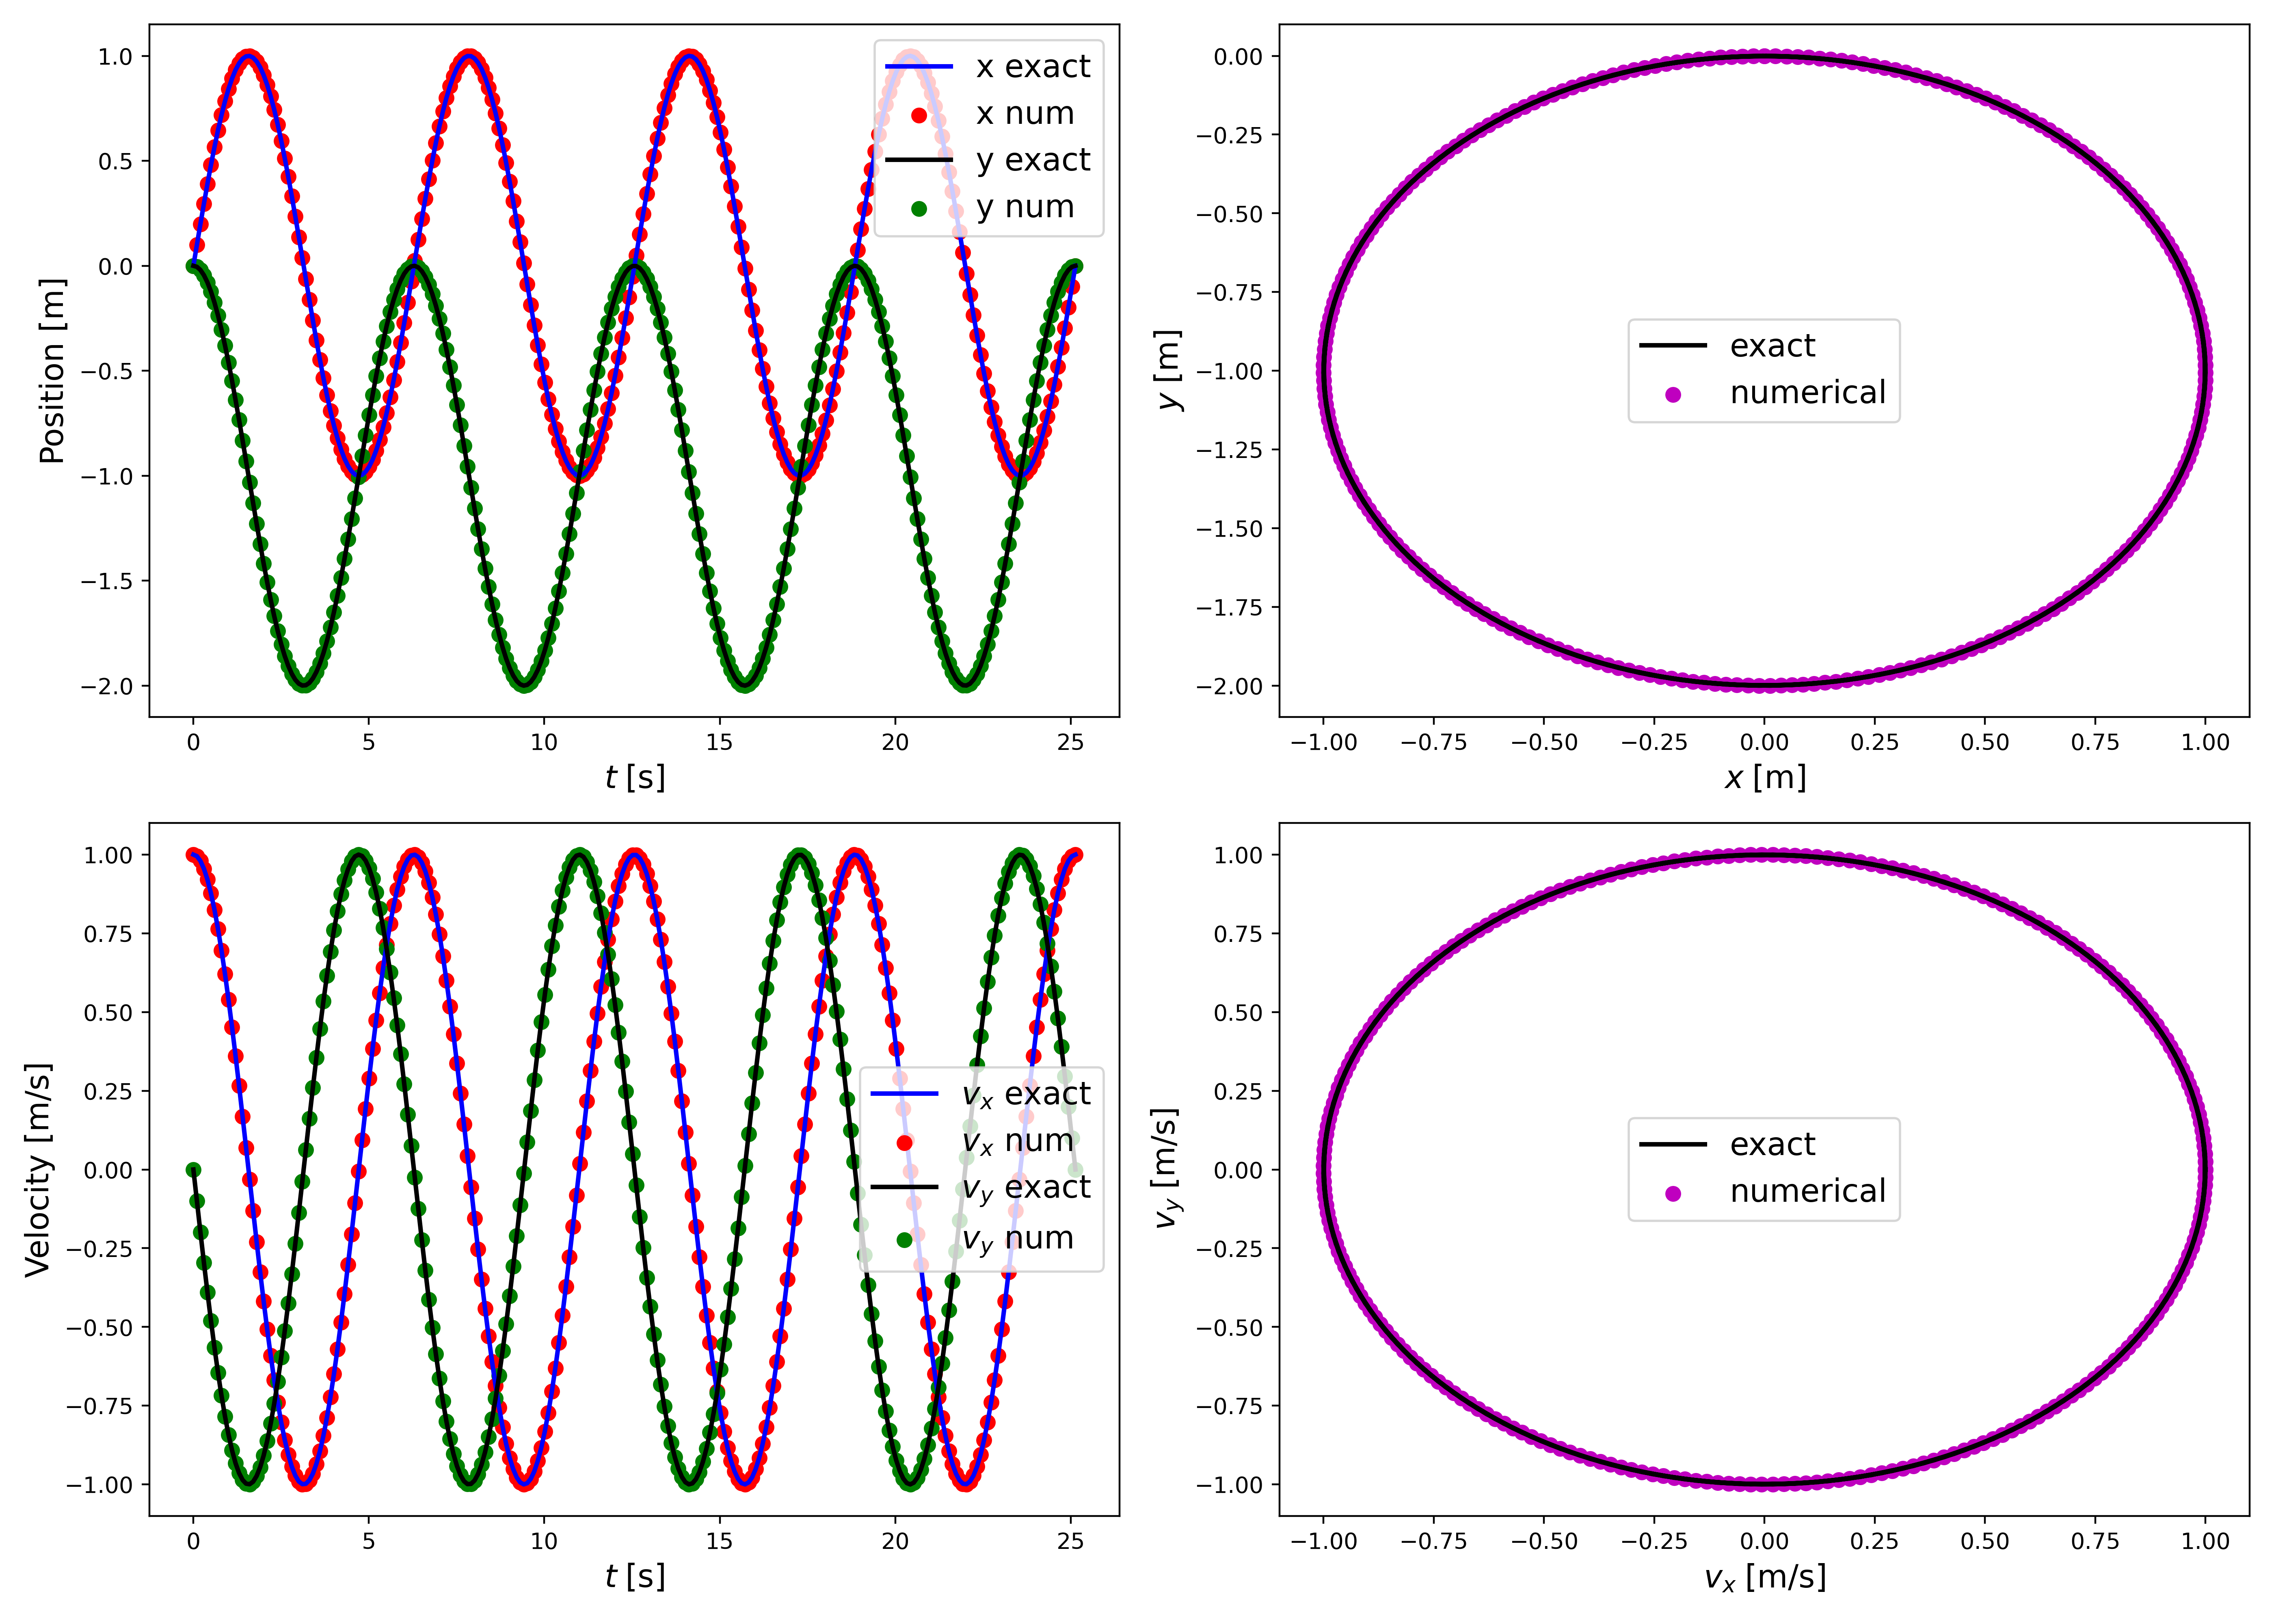 1.0
0.5
0.0
−0.5
−1.0
−1.5
−2.0
Position [m]
0 5 10 15 20 25
t [s]
x exact
x num
y exact
y num
0.00
−0.25
−0.50
−0.75
−1.00
−1.25
−1.50
−1.75
−2.00
y [m]
−1.00 −0.75 −0.50 −0.25 0.00 0.25 0.50 0.75 1.00
x [m]
exact
numerical
1.00
0.75
0.50
0.25
0.00
−0.25
−0.50
−0.75
−1.00
Velocity [m/s]
0 5 10 15 20 25
t [s]
vₓ exact
vₓ num
v_y exact
v_y num
1.00
0.75
0.50
0.25
0.00
−0.25
−0.50
−0.75
−1.00
v_y [m/s]
−1.00 −0.75 −0.50 −0.25 0.00 0.25 0.50 0.75 1.00
vₓ [m/s]
exact
numerical